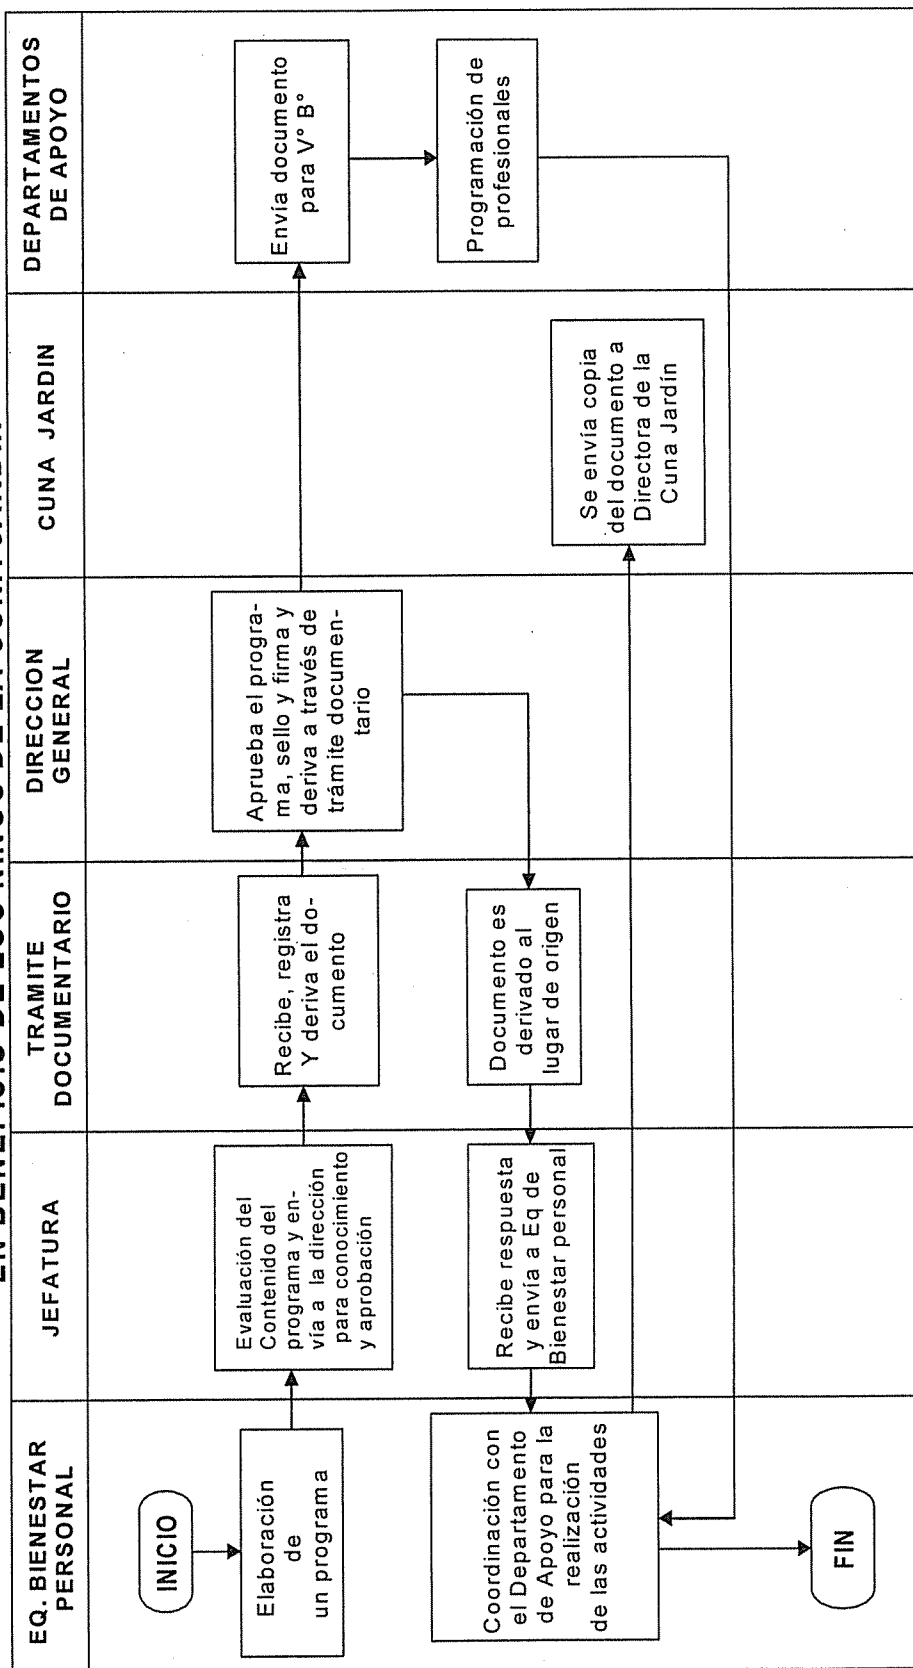 EQ. BIENESTAR
PERSONAL
JEFATURA
TRAMITE
DOCUMENTARIO
DIRECCION
GENERAL
CUNA JARDIN
DEPARTAMENTOS
DE APOYO
INICIO
Elaboración
de
un programa
Evaluación del
Contenido del
programa y en-
vía a la dirección
para conocimiento
y aprobación
Recibe, registra
Y deriva el do-
cumento
Aprueba el progra-
ma, sello y firma y
deriva a través de
trámite documen-
tario
Envía documento
para V° B°
Programación de
profesionales
Documento es
derivado al
lugar de origen
Recibe respuesta
y envía a Eq de
Bienestar personal
Coordinación con
el Departamento
de Apoyo para la
realización
de las actividades
Se envía copia
del documento a
Directora de la
Cuna Jardín
FIN